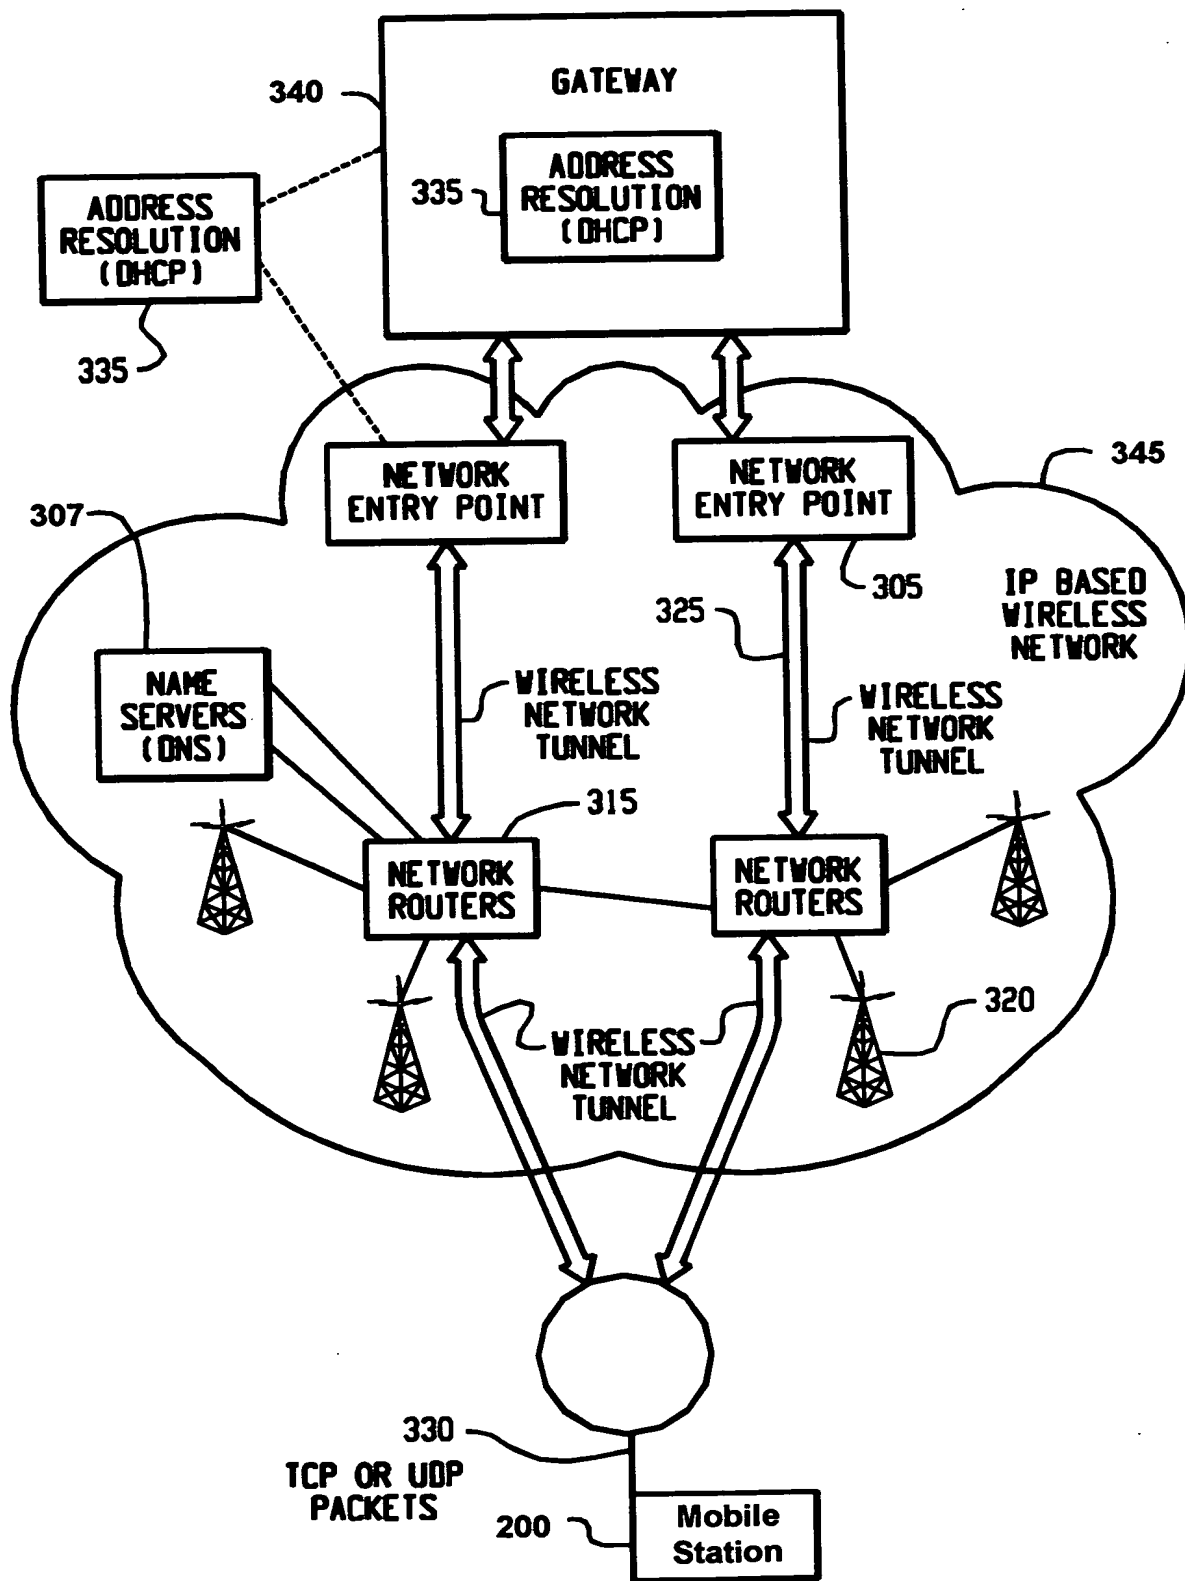 GATEWAY
340
ADDRESS
RESOLUTION
(DHCP)
335
ADDRESS
RESOLUTION
(DHCP)
335
NETWORK
ENTRY POINT
NETWORK
ENTRY POINT
345
307
305
325
IP BASED
WIRELESS
NETWORK
NAME
SERVERS
(DNS)
WIRELESS
NETWORK
TUNNEL
WIRELESS
NETWORK
TUNNEL
315
NETWORK
ROUTERS
NETWORK
ROUTERS
320
WIRELESS
NETWORK
TUNNEL
330
TCP OR UDP
PACKETS
200
Mobile
Station